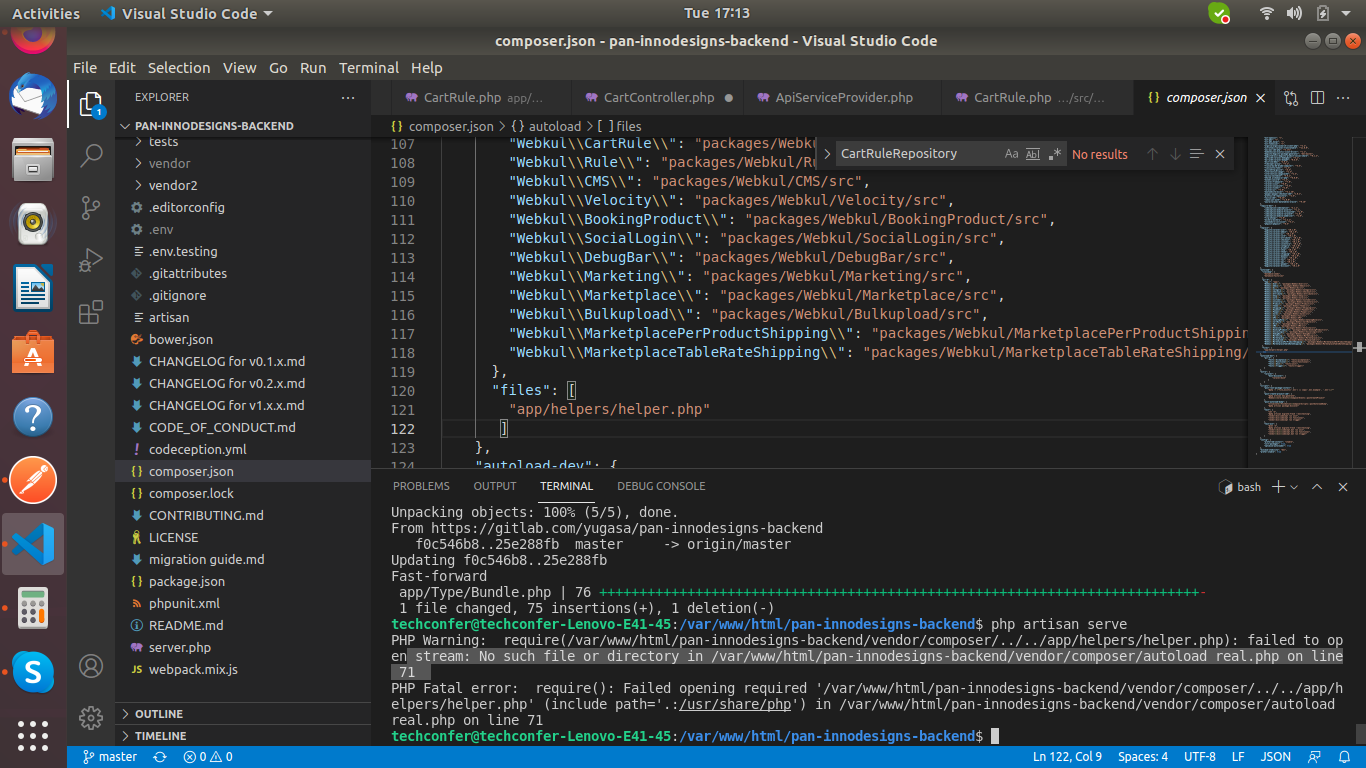 Activities
Visual Studio Code
Tue 17:13
composer.json - pan-innodesigns-backend - Visual Studio Code
File Edit Selection View Go Run Terminal Help
EXPLORER
CartRule.php app/...
CartController.php
ApiServiceProvider.php
CartRule.php .../src/...
{} composer.json
1
PAN-INNODESIGNS-BACKEND
tests
vendor
vendor2
.editorconfig
.env
.env.testing
.gitattributes
.gitignore
artisan
bower.json
CHANGELOG for v0.1.x.md
CHANGELOG for v0.2.x.md
CHANGELOG for v1.x.x.md
CODE_OF_CONDUCT.md
! codeception.yml
{} composer.json
{} composer.lock
CONTRIBUTING.md
LICENSE
migration guide.md
{} package.json
phpunit.xml
README.md
server.php
JS webpack.mix.js
OUTLINE
TIMELINE
{} composer.json > {} autoload > [ ] files
CartRuleRepository
Aa Ab .*
No results
107 "Webkul\\CartRule\\": "packages/Webku
108 "Webkul\\Rule\\": "packages/Webkul/Ru
109 "Webkul\\CMS\\": "packages/Webkul/CMS/src",
110 "Webkul\\Velocity\\": "packages/Webkul/Velocity/src",
111 "Webkul\\BookingProduct\\": "packages/Webkul/BookingProduct/src",
112 "Webkul\\SocialLogin\\": "packages/Webkul/SocialLogin/src",
113 "Webkul\\DebugBar\\": "packages/Webkul/DebugBar/src",
114 "Webkul\\Marketing\\": "packages/Webkul/Marketing/src",
115 "Webkul\\Marketplace\\": "packages/Webkul/Marketplace/src",
116 "Webkul\\Bulkupload\\": "packages/Webkul/Bulkupload/src",
117 "Webkul\\MarketplacePerProductShipping\\": "packages/Webkul/MarketplacePerProductShippin
118 "Webkul\\MarketplaceTableRateShipping\\": "packages/Webkul/MarketplaceTableRateShipping/
119 },
120 "files": [
121 "app/helpers/helper.php"
122 ]
123 },
124 "autoload-dev": {
PROBLEMS OUTPUT TERMINAL DEBUG CONSOLE
bash
Unpacking objects: 100% (5/5), done.
From https://gitlab.com/yugasa/pan-innodesigns-backend
f0c546b8..25e288fb master -> origin/master
Updating f0c546b8..25e288fb
Fast-forward
app/Type/Bundle.php | 76 +++++++++++++++++++++++++++++++++++++++++++++++++++++++++++++++++++++++++++-
1 file changed, 75 insertions(+), 1 deletion(-)
techconfer@techconfer-Lenovo-E41-45:/var/www/html/pan-innodesigns-backend$ php artisan serve
PHP Warning:  require(/var/www/html/pan-innodesigns-backend/vendor/composer/../../app/helpers/helper.php): failed to op
en stream: No such file or directory in /var/www/html/pan-innodesigns-backend/vendor/composer/autoload_real.php on line
71
PHP Fatal error:  require(): Failed opening required '/var/www/html/pan-innodesigns-backend/vendor/composer/../../app/h
elpers/helper.php' (include path='.:/usr/share/php') in /var/www/html/pan-innodesigns-backend/vendor/composer/autoload_
real.php on line 71
techconfer@techconfer-Lenovo-E41-45:/var/www/html/pan-innodesigns-backend$
master
0 0
Ln 122, Col 9 Spaces: 4 UTF-8 LF JSON